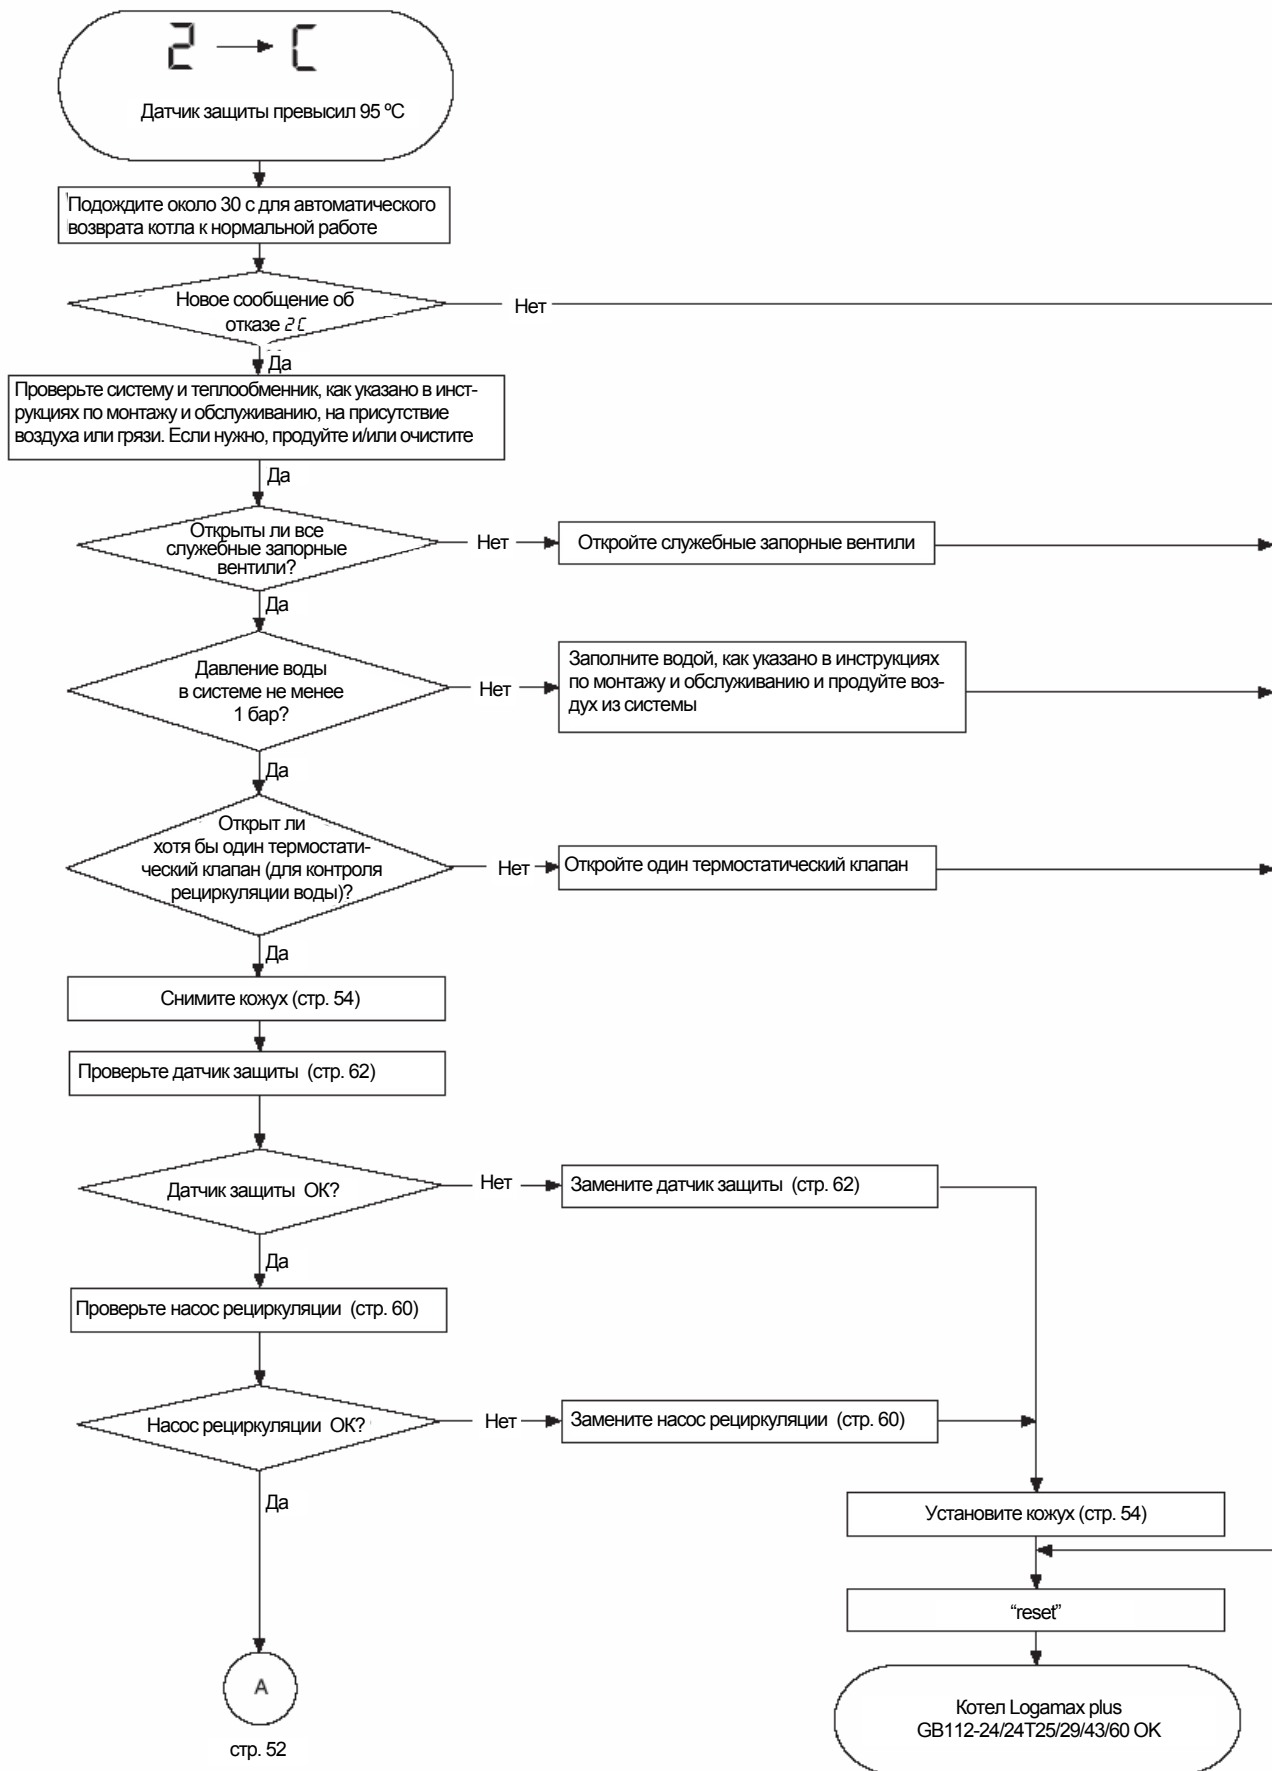 2 → C
Датчик защиты превысил 95 ºC
Подождите около 30 с для автоматического
возврата котла к нормальной работе
Новое сообщение об
отказе 2C
Нет
Да
Проверьте систему и теплообменник, как указано в инст-
рукциях по монтажу и обслуживанию, на присутствие
воздуха или грязи. Если нужно, продуйте и/или очистите
Да
Открыты ли все
служебные запорные
вентили?
Нет
Откройте служебные запорные вентили
Да
Давление воды
в системе не менее
1 бар?
Нет
Заполните водой, как указано в инструкциях
по монтажу и обслуживанию и продуйте воз-
дух из системы
Да
Открыт ли
хотя бы один термостати-
ческий клапан (для контроля
рециркуляции воды)?
Нет
Откройте один термостатический клапан
Да
Снимите кожух (стр. 54)
Проверьте датчик защиты (стр. 62)
Датчик защиты ОК?
Нет
Замените датчик защиты (стр. 62)
Да
Проверьте насос рециркуляции (стр. 60)
Насос рециркуляции ОК?
Нет
Замените насос рециркуляции (стр. 60)
Да
Установите кожух (стр. 54)
“reset”
A
стр. 52
Котел Logamax plus
GB112-24/24T25/29/43/60 OK